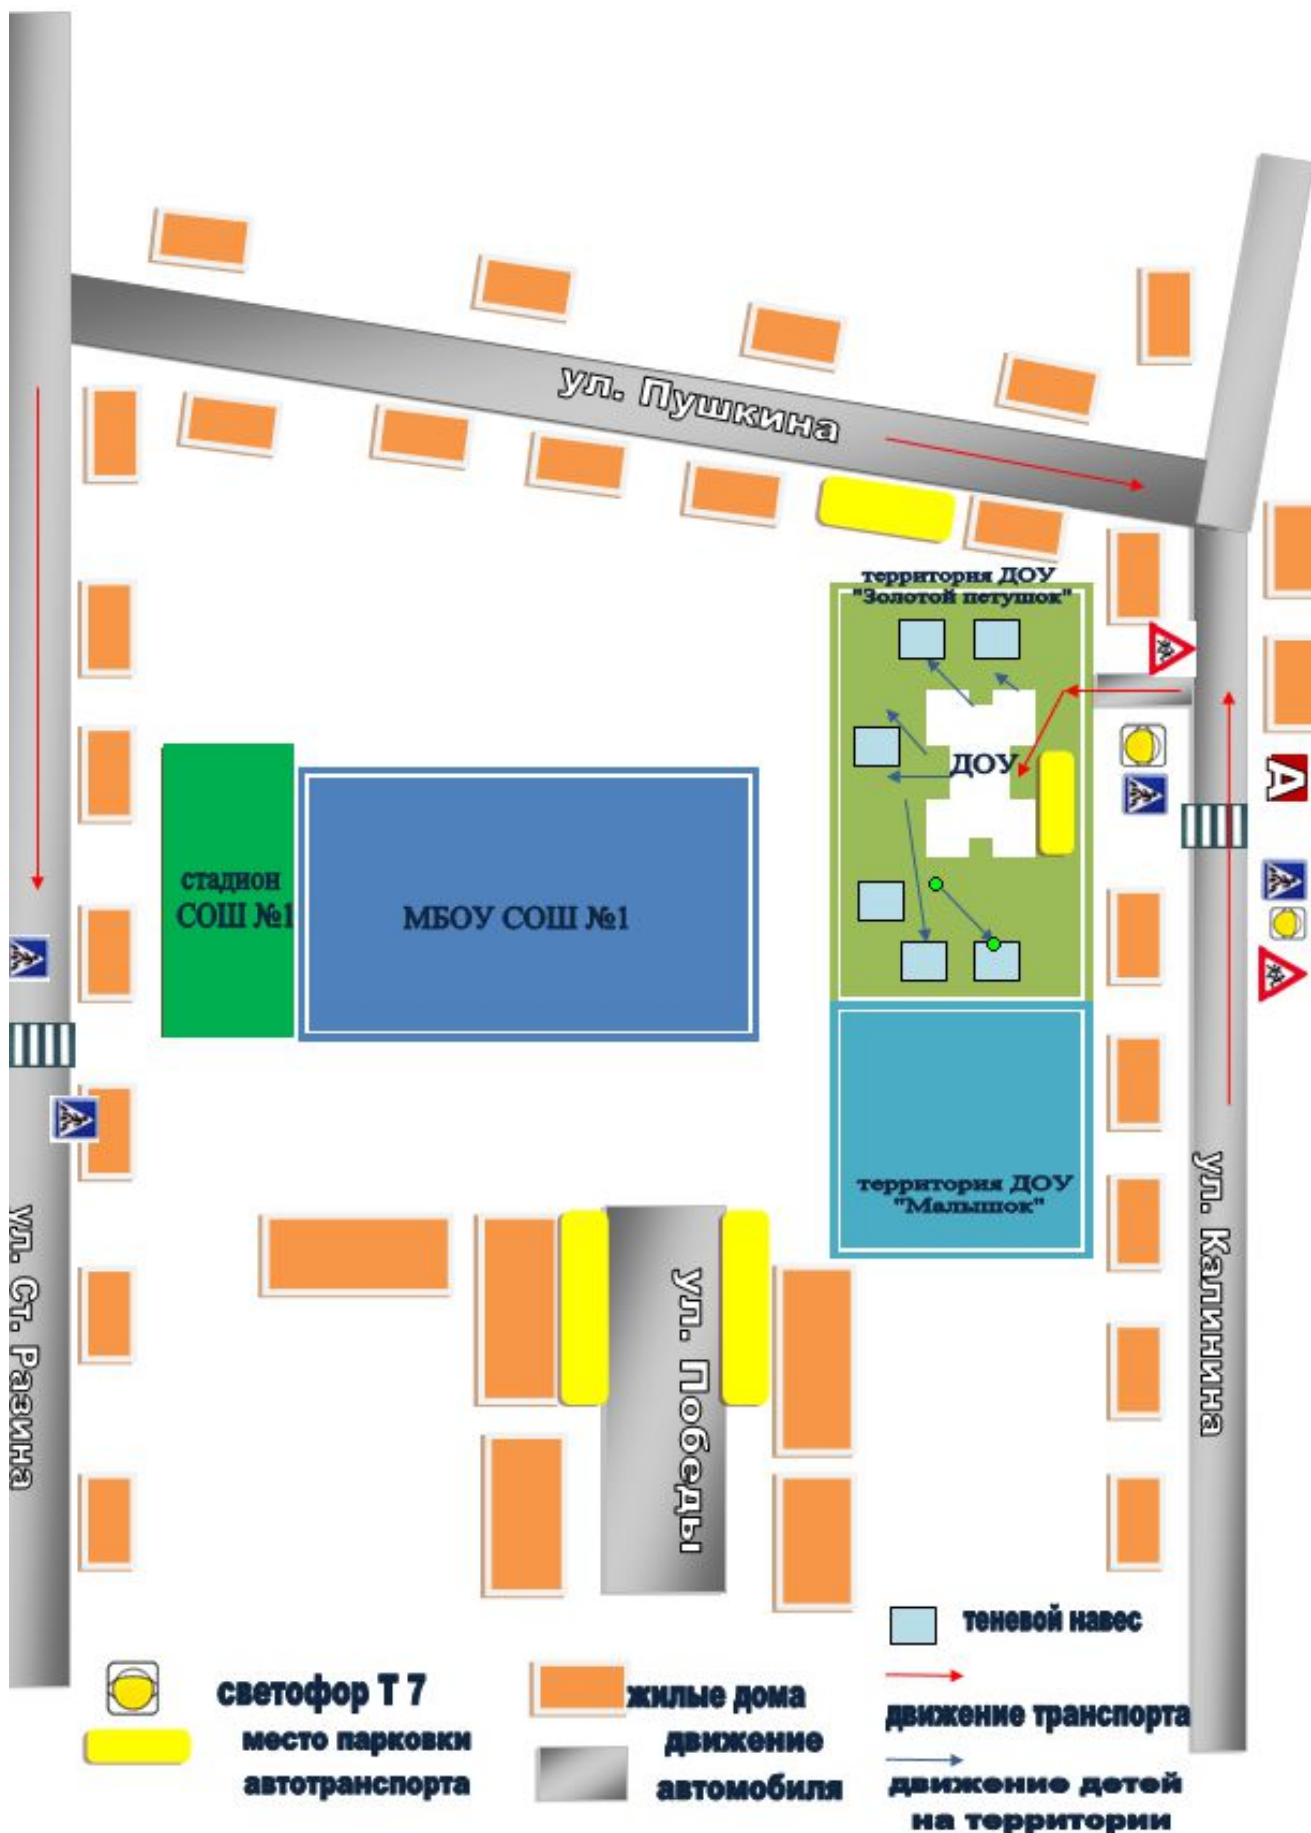 ул. Пушкина
территория ДОУ
"Золотой петушок"
ДОУ
А
стадион
СОШ №1
МБОУ СОШ №1
территория ДОУ
"Малышок"
ул. Ст. Разина
ул. Победы
ул. Калинина
теневой навес
светофор Т 7
жилые дома
движение транспорта
место парковки
автотранспорта
движение
автомобиля
движение детей
на территории